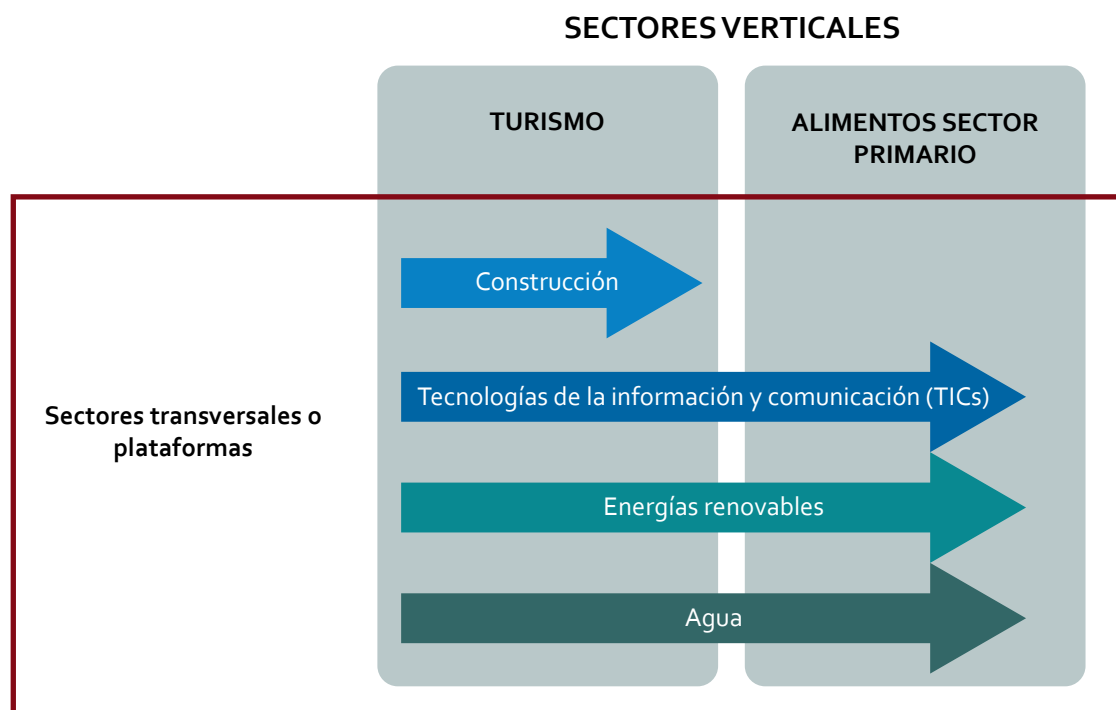 SECTORES VERTICALES
TURISMO
ALIMENTOS SECTOR
PRIMARIO
Construcción
Tecnologías de la información y comunicación (TICs)
Sectores transversales o
plataformas
Energías renovables
Agua